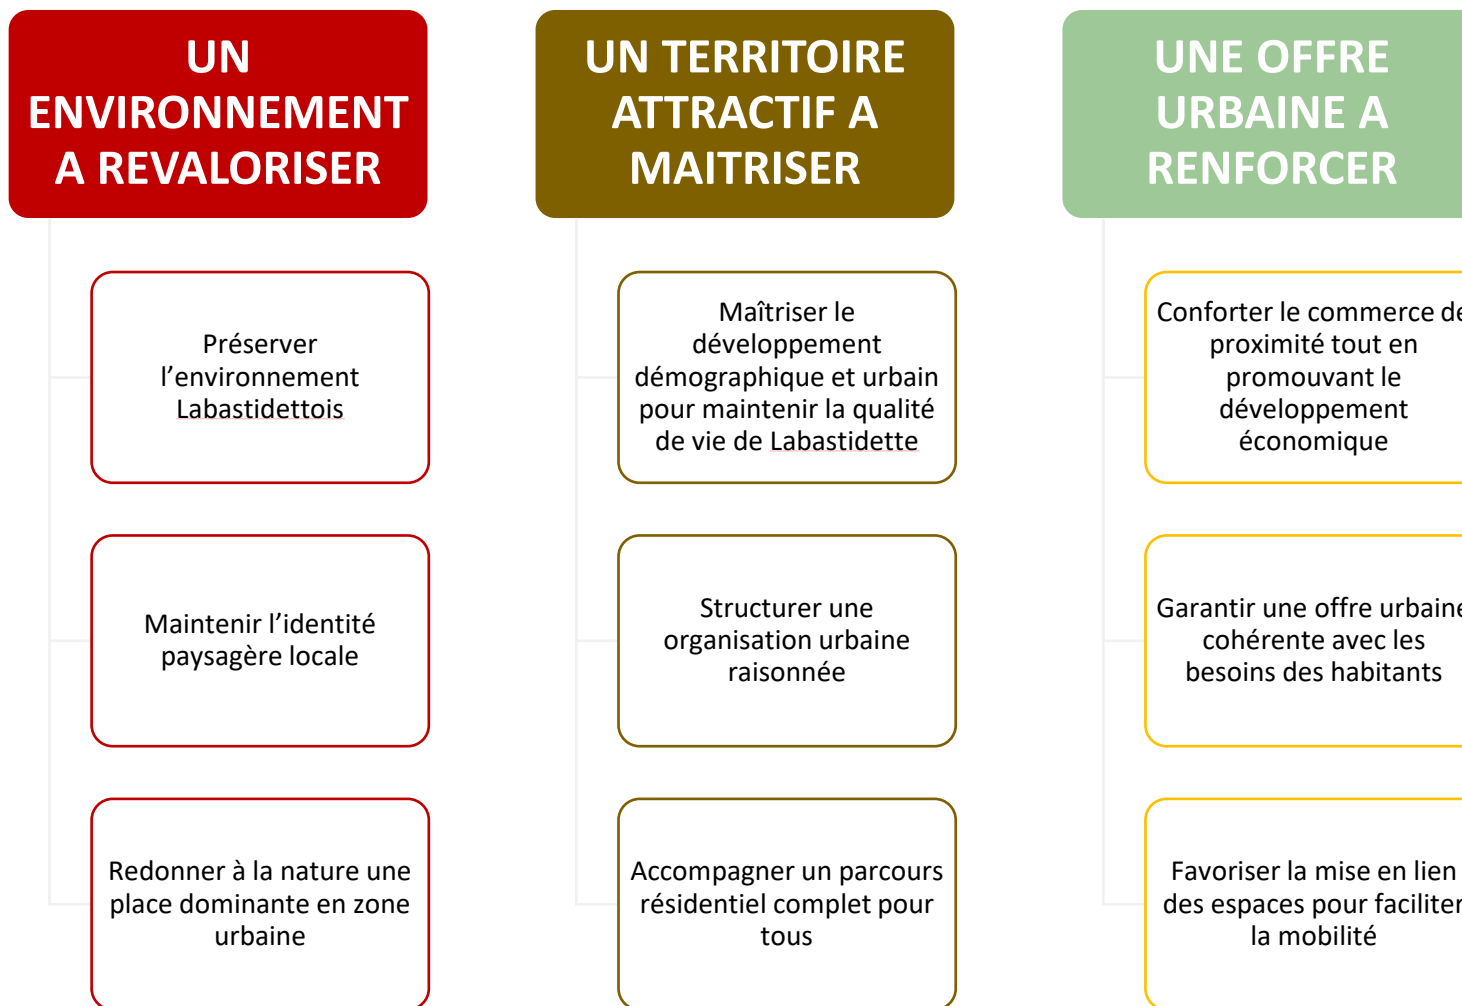 UN
ENVIRONNEMENT
A REVALORISER
Préserver
l’environnement
Labastidettois
Maintenir l’identité
paysagère locale
Redonner à la nature une
place dominante en zone
urbaine
UN TERRITOIRE
ATTRACTIF A
MAITRISER
Maîtriser le
développement
démographique et urbain
pour maintenir la qualité
de vie de Labastidette
Structurer une
organisation urbaine
raisonnée
Accompagner un parcours
résidentiel complet pour
tous
UNE OFFRE
URBAINE A
RENFORCER
Conforter le commerce de
proximité tout en
promouvant le
développement
économique
Garantir une offre urbaine
cohérente avec les
besoins des habitants
Favoriser la mise en lien
des espaces pour faciliter
la mobilité